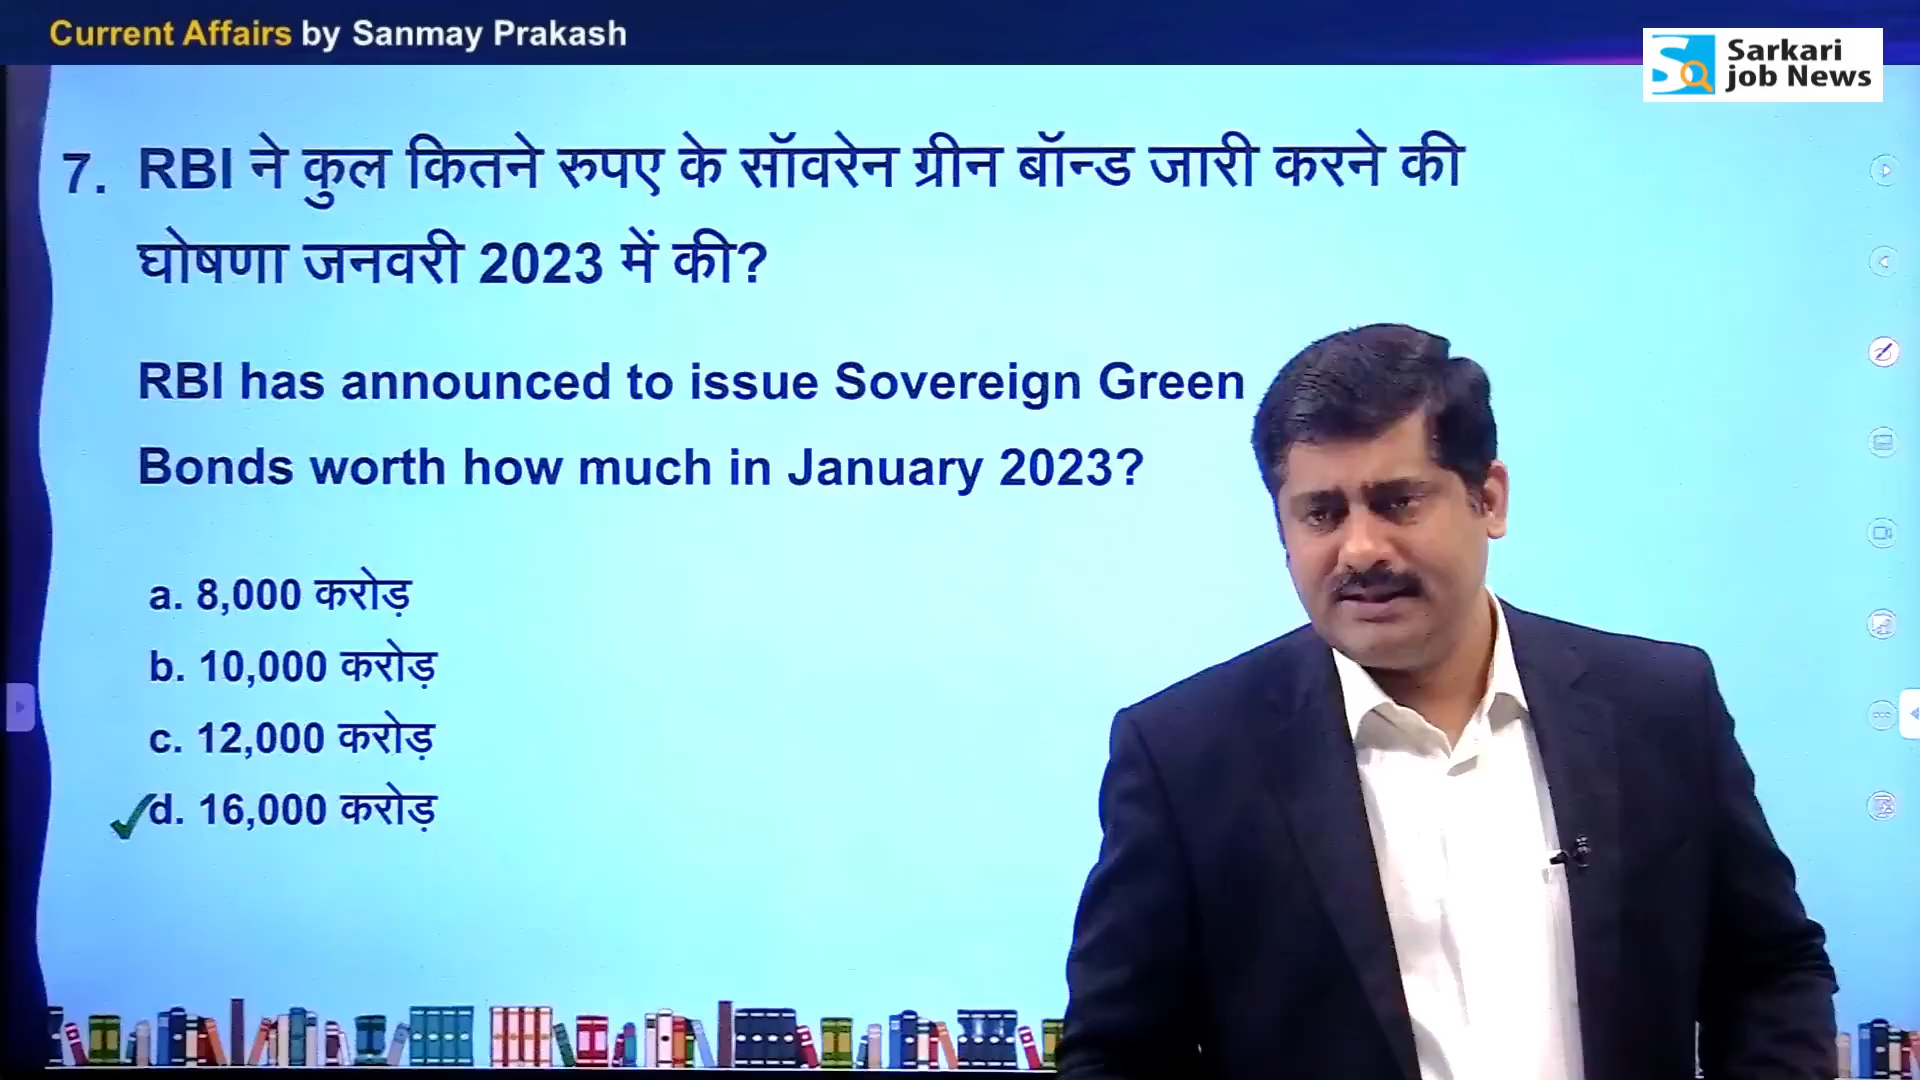 Current Affairs by Sanmay Prakash
Sarkari
job News
7. RBI ने कुल कितने रुपए के सॉवरेन ग्रीन बॉन्ड जारी करने की
घोषणा जनवरी 2023 में की?
RBI has announced to issue Sovereign Green
Bonds worth how much in January 2023?
a. 8,000 करोड़
b. 10,000 करोड़
c. 12,000 करोड़
d. 16,000 करोड़